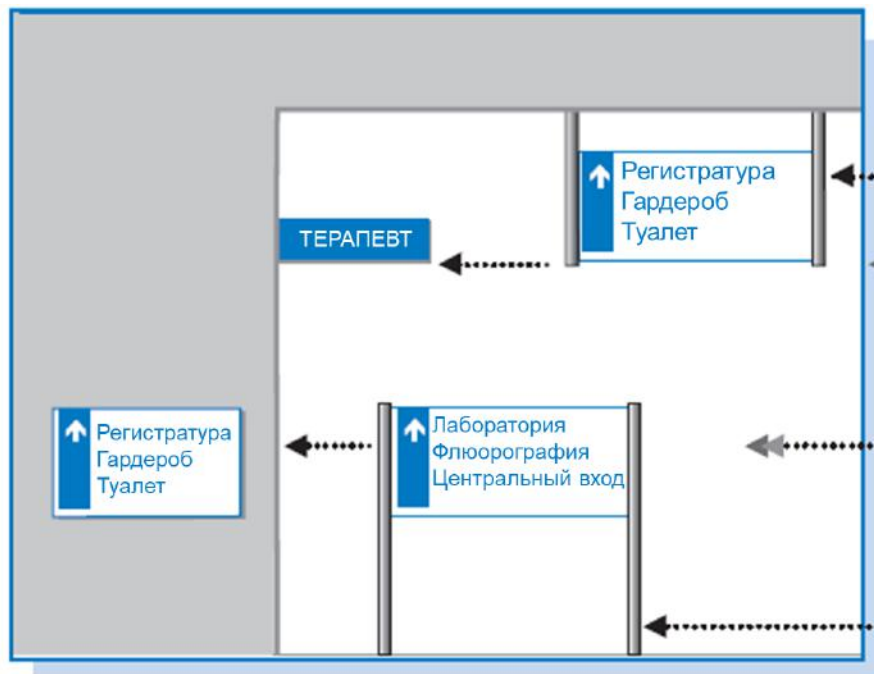 Регистратура
Гардероб
Туалет
ТЕРАПЕВТ
Регистратура
Гардероб
Туалет
Лаборатория
Флюорография
Центральный вход